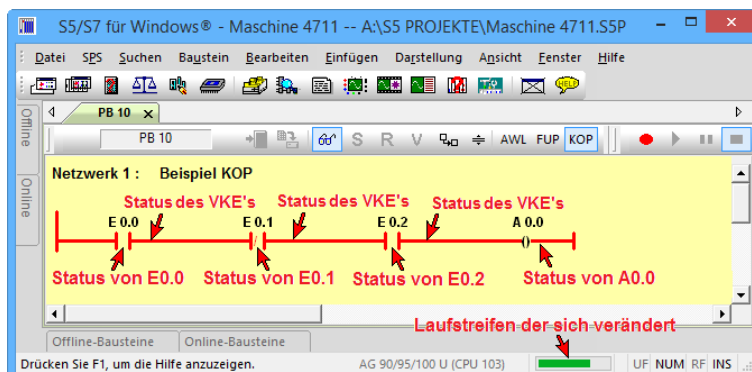 S5/S7 für Windows® - Maschine 4711 -- A:\S5 PROJEKTE\Maschine 4711.S5P
Datei SPS Suchen Baustein Bearbeiten Einfügen Darstellung Ansicht Fenster Hilfe
HELP
Offline
Online
PB 10 x
PB 10 S R V AWL FUP KOP
Netzwerk 1 : Beispiel KOP
Status des VKE's Status des VKE's Status des VKE's
E 0.0 E 0.1 E 0.2 A 0.0
Status von E0.0 Status von E0.1 Status von E0.2 Status von A0.0
Laufstreifen der sich verändert
Offline-Bausteine Online-Bausteine
Drücken Sie F1, um die Hilfe anzuzeigen. AG 90/95/100 U (CPU 103) UF NUM RF INS